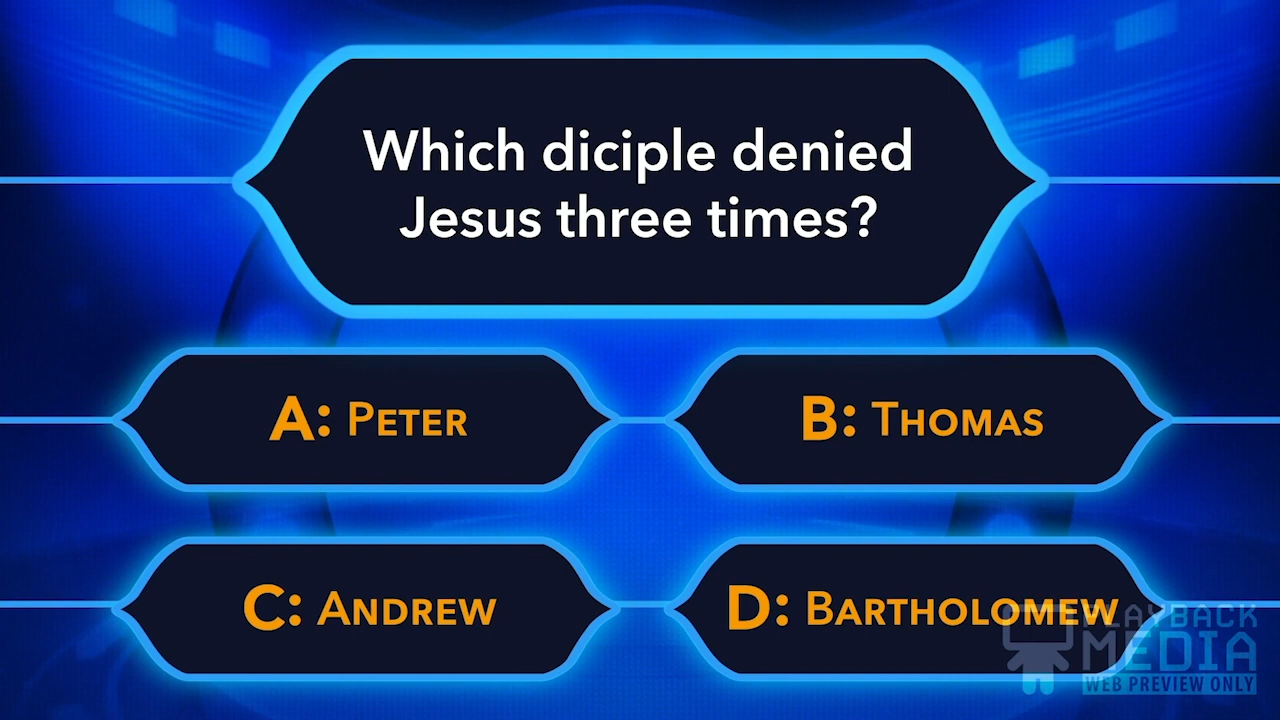 Which diciple denied
Jesus three times?
A: PETER
B: THOMAS
C: ANDREW
D: BARTHOLOMEW
PLAYBACK
MEDIA
WEB PREVIEW ONLY